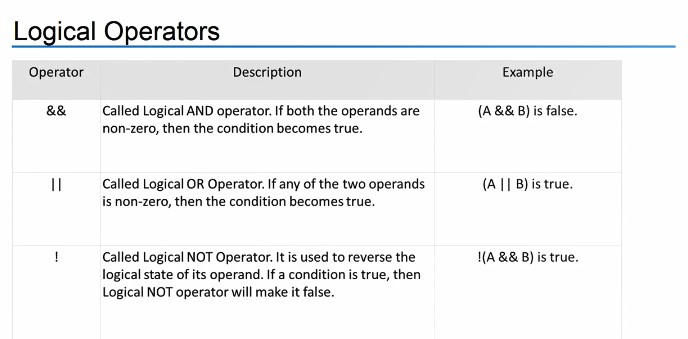 Logical Operators
Operator Description Example
&& Called Logical AND operator. If both the operands are non-zero, then the condition becomes true. (A && B) is false.
|| Called Logical OR Operator. If any of the two operands is non-zero, then the condition becomes true. (A || B) is true.
! Called Logical NOT Operator. It is used to reverse the logical state of its operand. If a condition is true, then Logical NOT operator will make it false. !(A && B) is true.